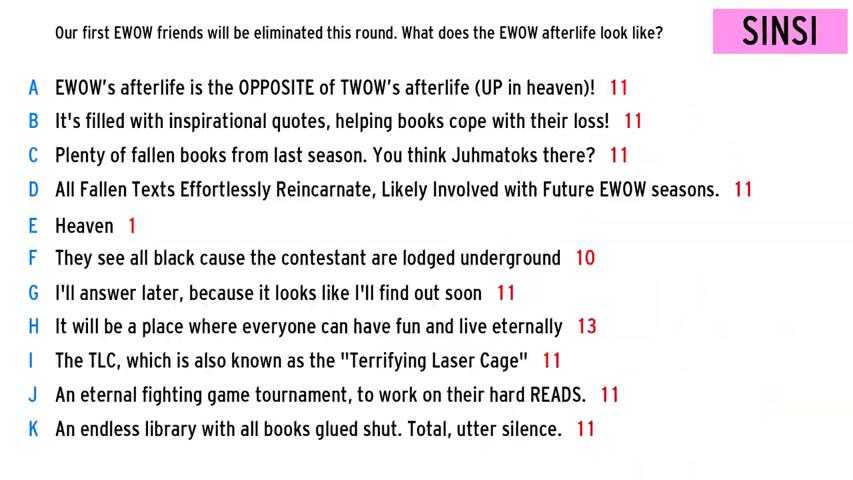 Our first EWOW friends will be eliminated this round. What does the EWOW afterlife look like?
SINSI
A EWOW's afterlife is the OPPOSITE of TWOW's afterlife (UP in heaven)! 11
B It's filled with inspirational quotes, helping books cope with their loss! 11
C Plenty of fallen books from last season. You think Juhmatoks there? 11
D All Fallen Texts Effortlessly Reincarnate, Likely Involved with Future EWOW seasons. 11
E Heaven 1
F They see all black cause the contestant are lodged underground 10
G I'll answer later, because it looks like I'll find out soon 11
H It will be a place where everyone can have fun and live eternally 13
I The TLC, which is also known as the "Terrifying Laser Cage" 11
J An eternal fighting game tournament, to work on their hard READS. 11
K An endless library with all books glued shut. Total, utter silence. 11